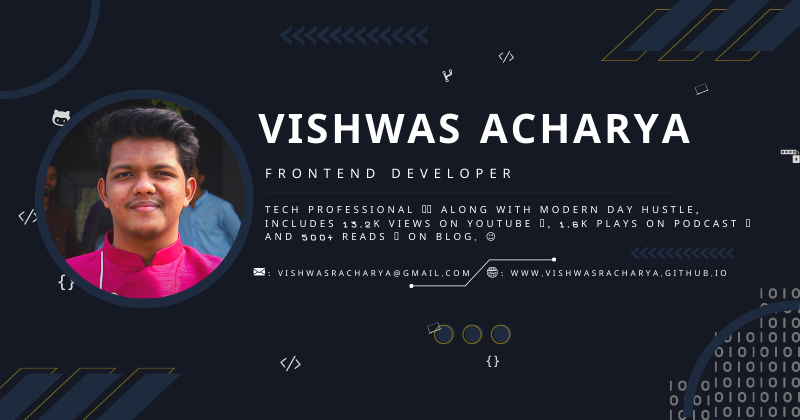 VISHWAS ACHARYA
FRONTEND DEVELOPER
TECH PROFESSIONAL ▯▯ ALONG WITH MODERN DAY HUSTLE,
INCLUDES 13.2K VIEWS ON YOUTUBE ▯, 1.6K PLAYS ON PODCAST ▯
AND 500+ READS ▯ ON BLOG. ☺
: VISHWASRACHARYA@GMAIL.COM : WWW.VISHWASRACHARYA.GITHUB.IO